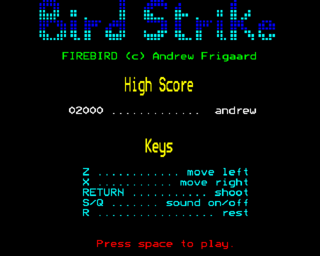 Bird Strike
FIREBIRD (c) Andrew Frigaard
High Score
02000 ............. andrew
Keys
Z ............ move left
X ........... move right
RETURN ............ shoot
S/Q ....... sound on/off
R ................. rest
Press space to play.